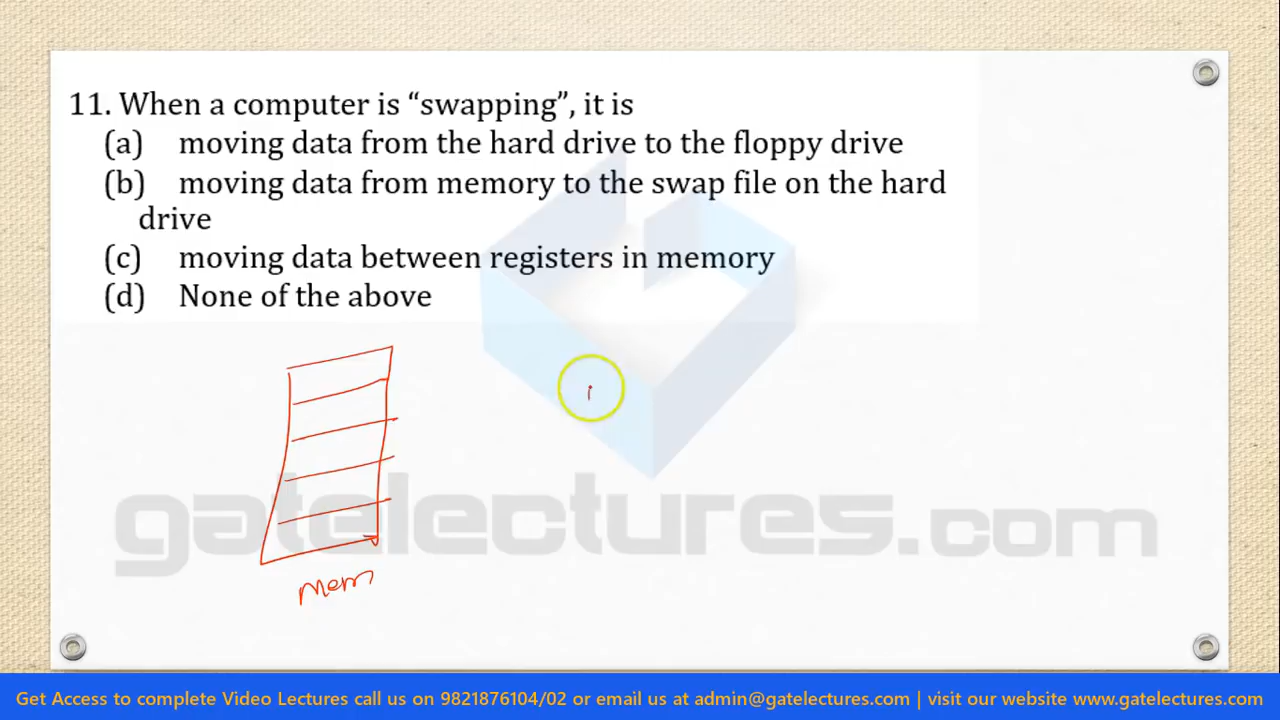 11. When a computer is “swapping”, it is
(a) moving data from the hard drive to the floppy drive
(b) moving data from memory to the swap file on the hard
drive
(c) moving data between registers in memory
(d) None of the above
mem
gatelectures.com
Get Access to complete Video Lectures call us on 9821876104/02 or email us at admin@gatelectures.com | visit our website www.gatelectures.com